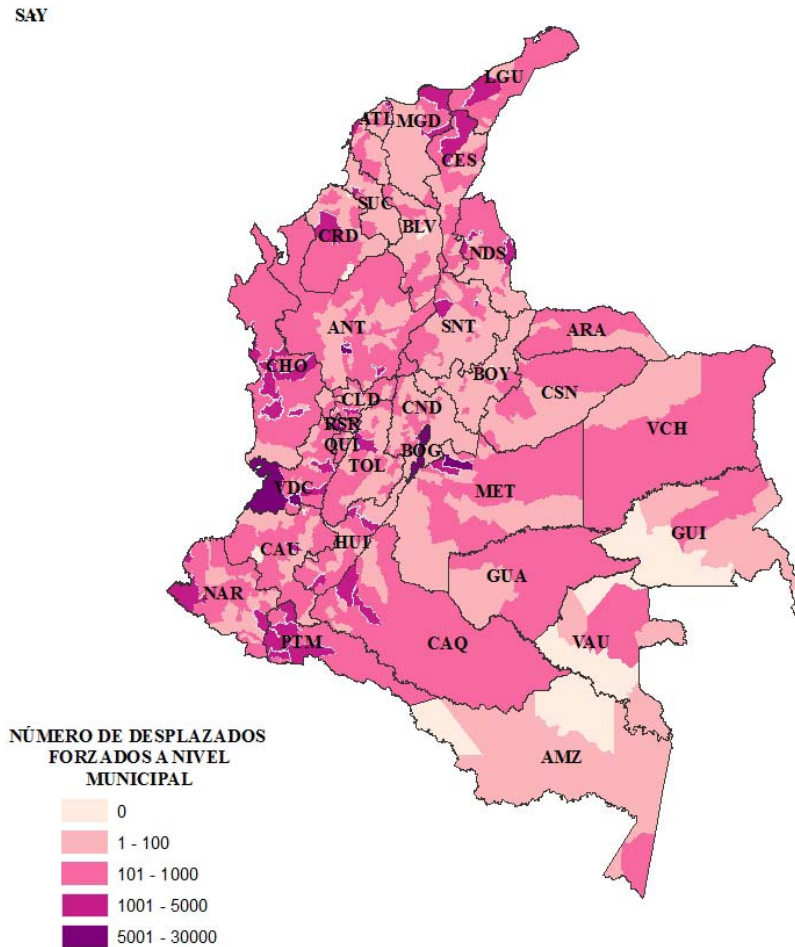 SAY
LGU
ATL
MGD
CES
SUC
BLV
CRD
NDS
ANT
SNT
ARA
CHO
BOY
CSN
CLD
CND
RSR
VCH
QUI
BOG
TOL
VDC
MET
GUI
CAU
HUI
GUA
NAR
PTM
CAQ
VAU
AMZ
NÚMERO DE DESPLAZADOS
FORZADOS A NIVEL
MUNICIPAL
0
1 - 100
101 - 1000
1001 - 5000
5001 - 30000